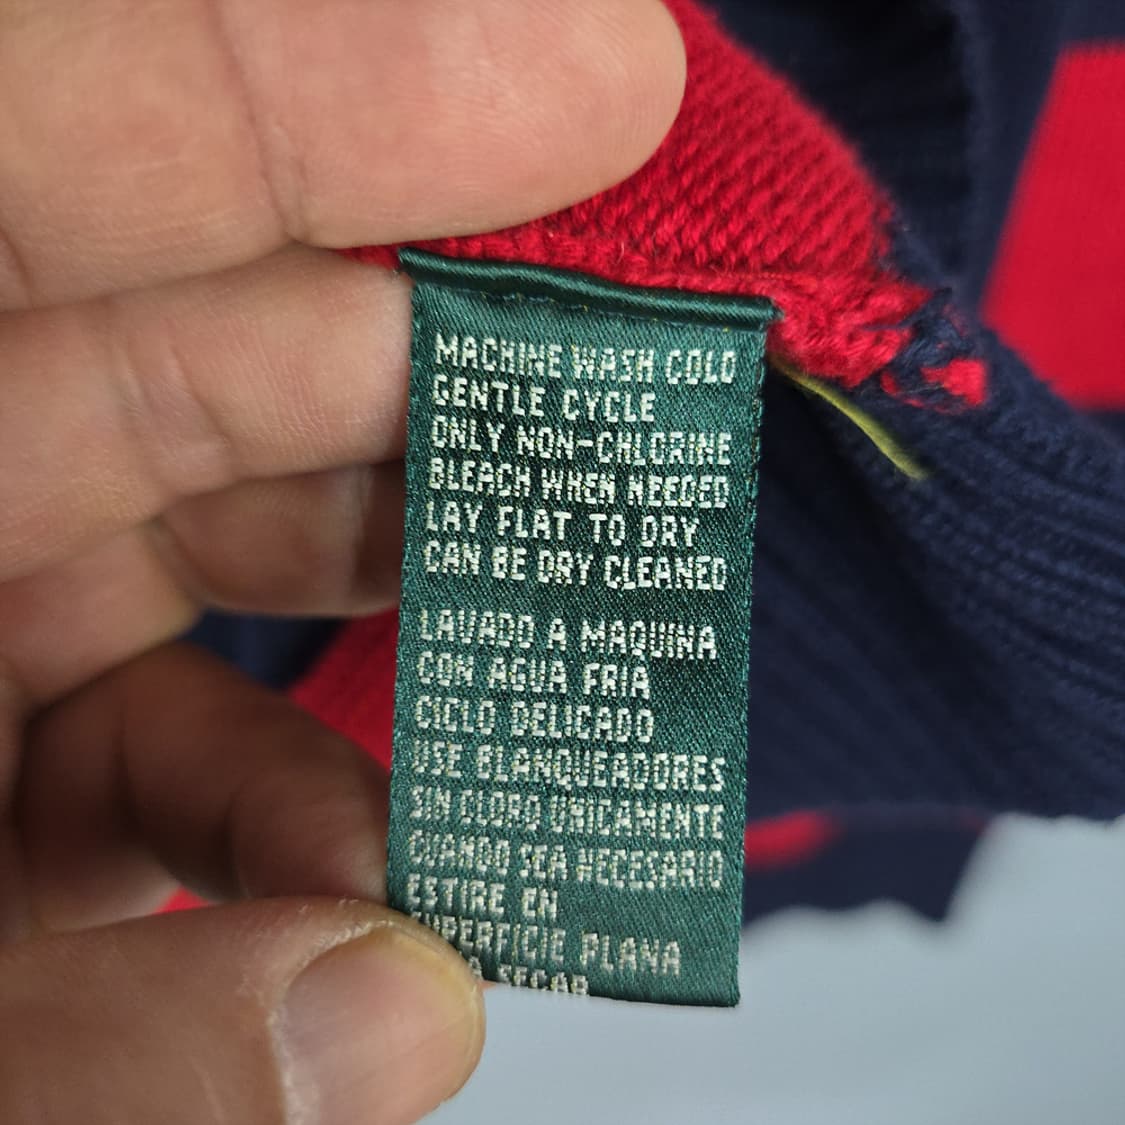 MACHINE WASH COLD
GENTLE CYCLE
ONLY NON-CHLORINE
BLEACH WHEN NEEDED
LAY FLAT TO DRY
CAN BE DRY CLEANED
LAVADO A MAQUINA
CON AGUA FRIA
CICLO DELICADO
USE BLANQUEADORES
SIN CLORO UNICAMENTE
CUANDO SEA NECESARIO
ESTIRE EN
SUPERFICIE PLANA
SECAR